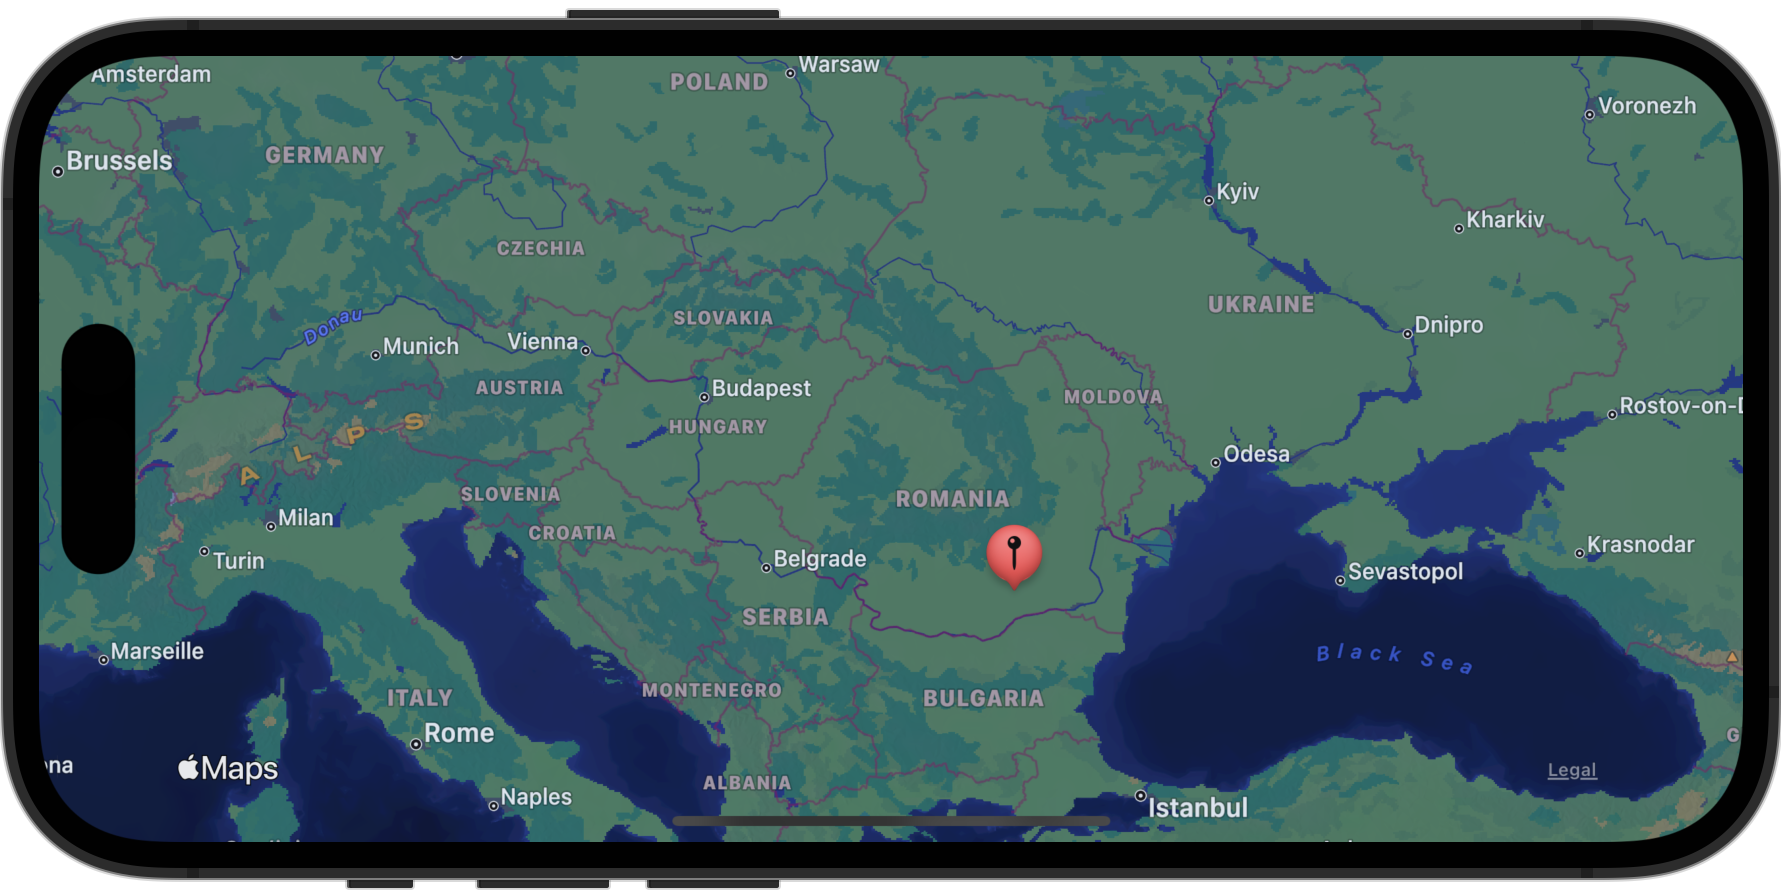 Amsterdam
POLAND
Warsaw
Voronezh
Brussels
GERMANY
Kyiv
Kharkiv
CZECHIA
UKRAINE
SLOVAKIA
Donau
Munich
Vienna
Dnipro
AUSTRIA
Budapest
MOLDOVA
Rostov-on-D
HUNGARY
ALPS
Odesa
SLOVENIA
ROMANIA
Milan
CROATIA
Turin
Belgrade
Krasnodar
Sevastopol
SERBIA
Marseille
Black Sea
MONTENEGRO
ITALY
BULGARIA
Rome
G
na
Maps
Legal
ALBANIA
Naples
Istanbul